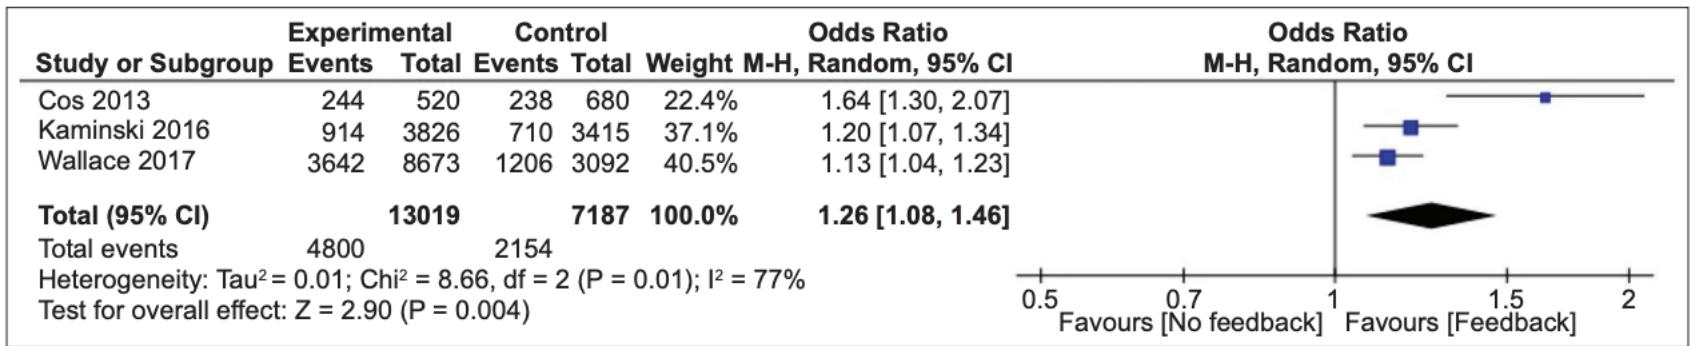 Experimental Control Odds Ratio Odds Ratio
Study or Subgroup Events Total Events Total Weight M-H, Random, 95% CI M-H, Random, 95% CI
Cos 2013 244 520 238 680 22.4% 1.64 [1.30, 2.07]
Kaminski 2016 914 3826 710 3415 37.1% 1.20 [1.07, 1.34]
Wallace 2017 3642 8673 1206 3092 40.5% 1.13 [1.04, 1.23]
Total (95% CI) 13019 7187 100.0% 1.26 [1.08, 1.46]
Total events 4800 2154
Heterogeneity: Tau² = 0.01; Chi² = 8.66, df = 2 (P = 0.01); I² = 77%
Test for overall effect: Z = 2.90 (P = 0.004)
0.5 0.7 1 1.5 2
Favours [No feedback] Favours [Feedback]